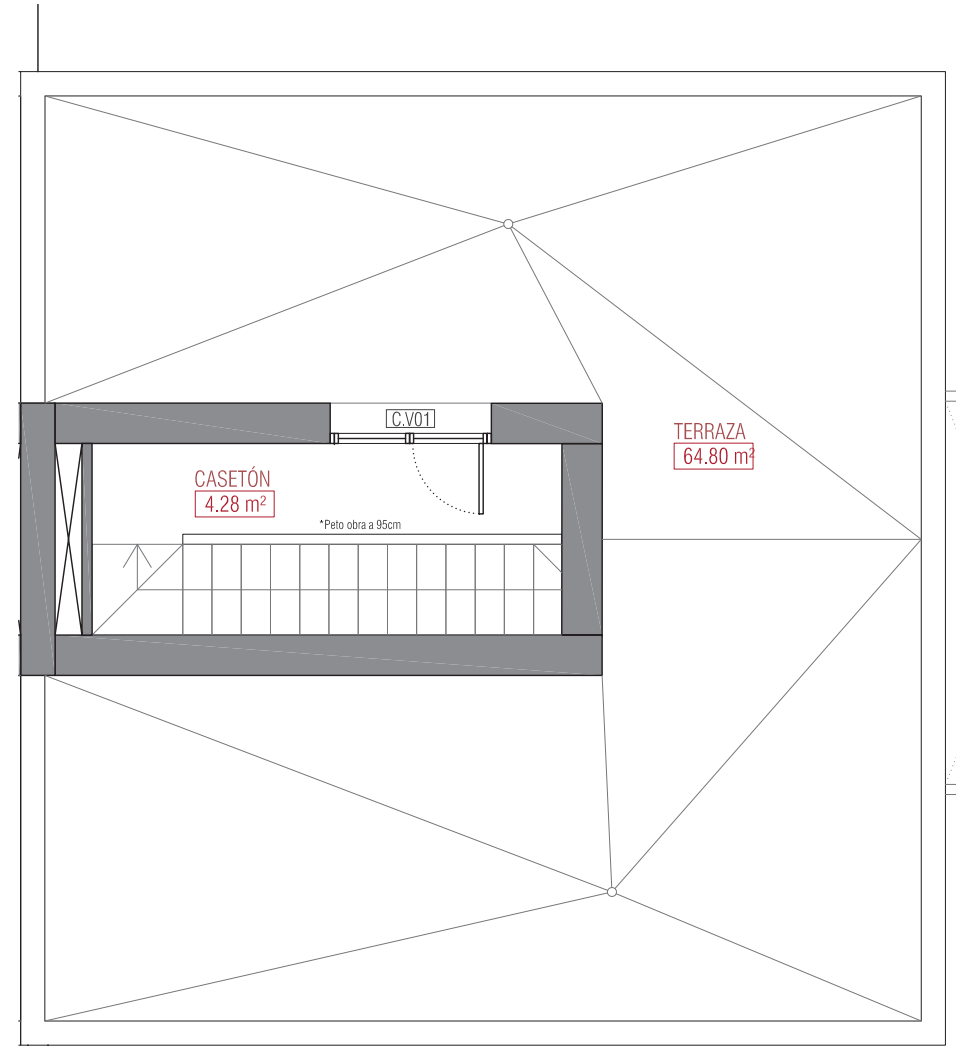 C.V01
TERRAZA
64.80 m²
CASETÓN
4.28 m²
*Peto obra a 95cm